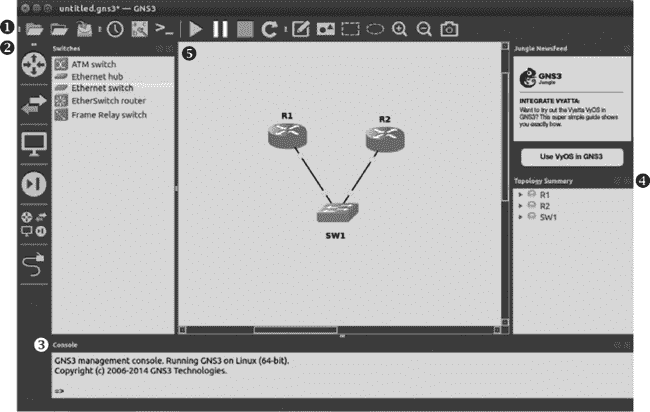 untitled.gns3* — GNS3
❶
❷
Switches
ATM switch
Ethernet hub
Ethernet switch
EtherSwitch router
Frame Relay switch
❺
R1
R2
SW1
Jungle Newsfeed
GNS3
Jungle
INTEGRATE VYATTA:
Want to try out the Vyatta VyOS in
GNS3? This super simple guide shows
you exactly how.
Use VyOS in GNS3
Topology Summary
❹
R1
R2
SW1
❸
Console
GNS3 management console. Running GNS3 on Linux (64-bit).
Copyright (c) 2006-2014 GNS3 Technologies.
=>